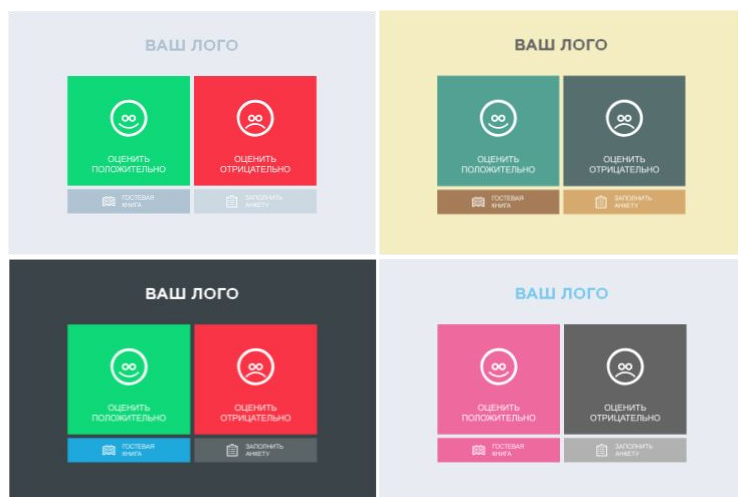 ВАШ ЛОГО
ОЦЕНИТЬ
ПОЛОЖИТЕЛЬНО
ОЦЕНИТЬ
ОТРИЦАТЕЛЬНО
ГОСТЕВАЯ
КНИГА
ЗАПОЛНИТЬ
АНКЕТУ
ВАШ ЛОГО
ОЦЕНИТЬ
ПОЛОЖИТЕЛЬНО
ОЦЕНИТЬ
ОТРИЦАТЕЛЬНО
ГОСТЕВАЯ
КНИГА
ЗАПОЛНИТЬ
АНКЕТУ
ВАШ ЛОГО
ОЦЕНИТЬ
ПОЛОЖИТЕЛЬНО
ОЦЕНИТЬ
ОТРИЦАТЕЛЬНО
ГОСТЕВАЯ
КНИГА
ЗАПОЛНИТЬ
АНКЕТУ
ВАШ ЛОГО
ОЦЕНИТЬ
ПОЛОЖИТЕЛЬНО
ОЦЕНИТЬ
ОТРИЦАТЕЛЬНО
ГОСТЕВАЯ
КНИГА
ЗАПОЛНИТЬ
АНКЕТУ